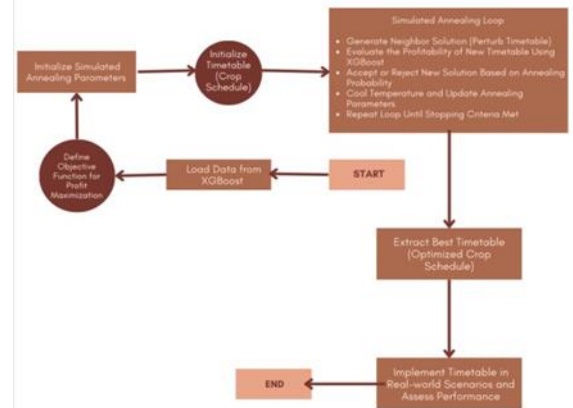 Simulated Annealing Loop
• Generate Neighbor Solution (Perturb Timetable)
• Evaluate the Profitability of New Timetable Using
XGBoost
• Accept or Reject New Solution Based on Annealing
Probability
• Cool Temperature and Update Annealing
Parameters
• Repeat Loop Until Stopping Criteria Met
Initialize
Timetable
(Crop
Schedule)
Initialize Simulated
Annealing Parameters
Define
Objective
Function for
Profit
Maximization
Load Data from
XGBoost
START
Extract Best Timetable
(Optimized Crop
Schedule)
Implement Timetable in
Real-world Scenarios and
Assess Performance
END